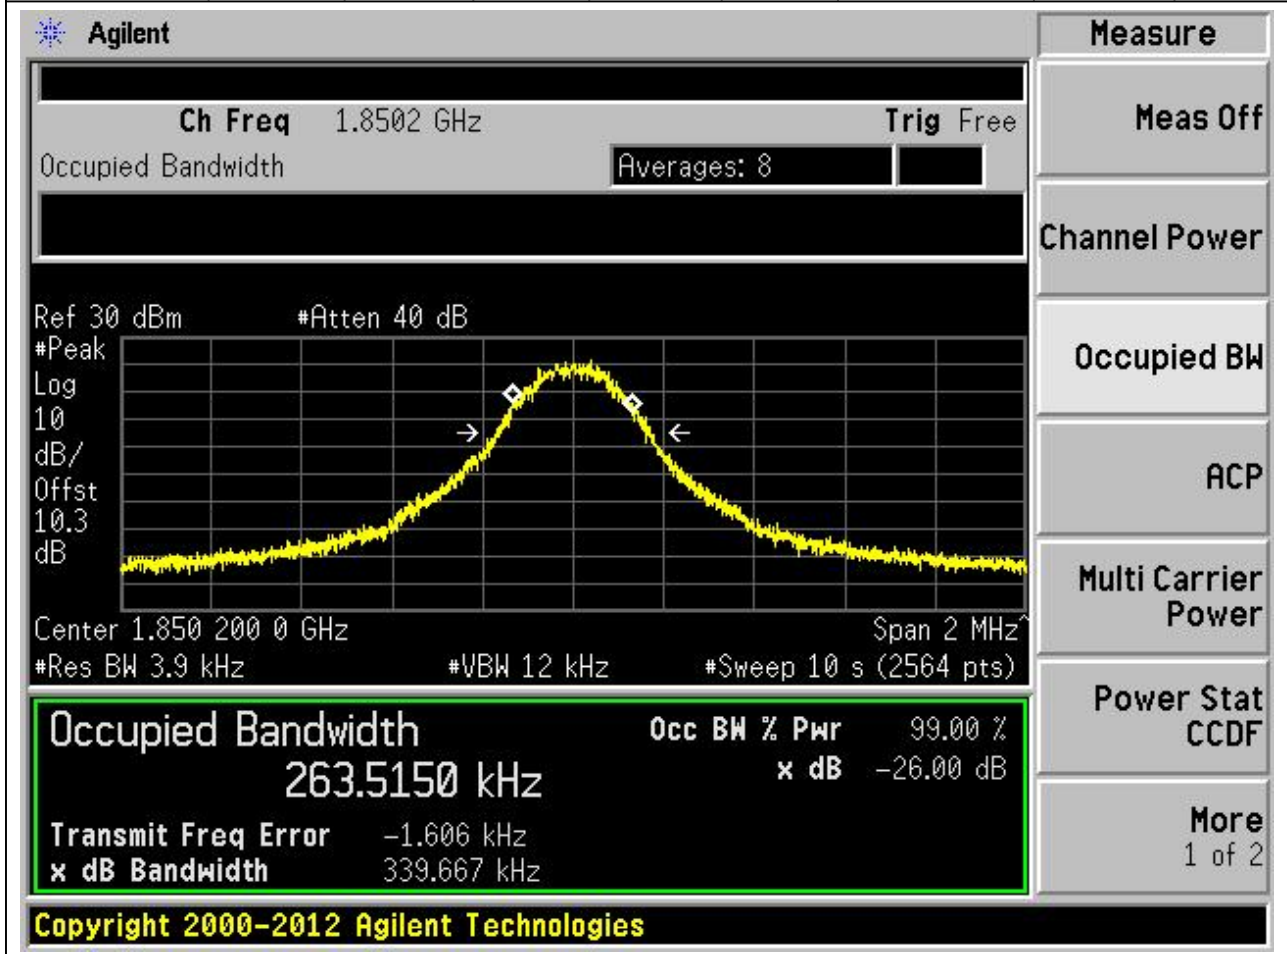 Agilent
Measure
Ch Freq 1.8502 GHz Trig Free
Occupied Bandwidth Averages: 8
Ref 30 dBm #Atten 40 dB
#Peak
Log
10
dB/
Offst
10.3
dB
Center 1.850 200 0 GHz Span 2 MHz^
#Res BW 3.9 kHz #VBW 12 kHz #Sweep 10 s (2564 pts)
Occupied Bandwidth Occ BW % Pwr 99.00 %
263.5150 kHz x dB -26.00 dB
Transmit Freq Error -1.606 kHz
x dB Bandwidth 339.667 kHz
Copyright 2000-2012 Agilent Technologies
Meas Off
Channel Power
Occupied BW
ACP
Multi Carrier
Power
Power Stat
CCDF
More
1 of 2